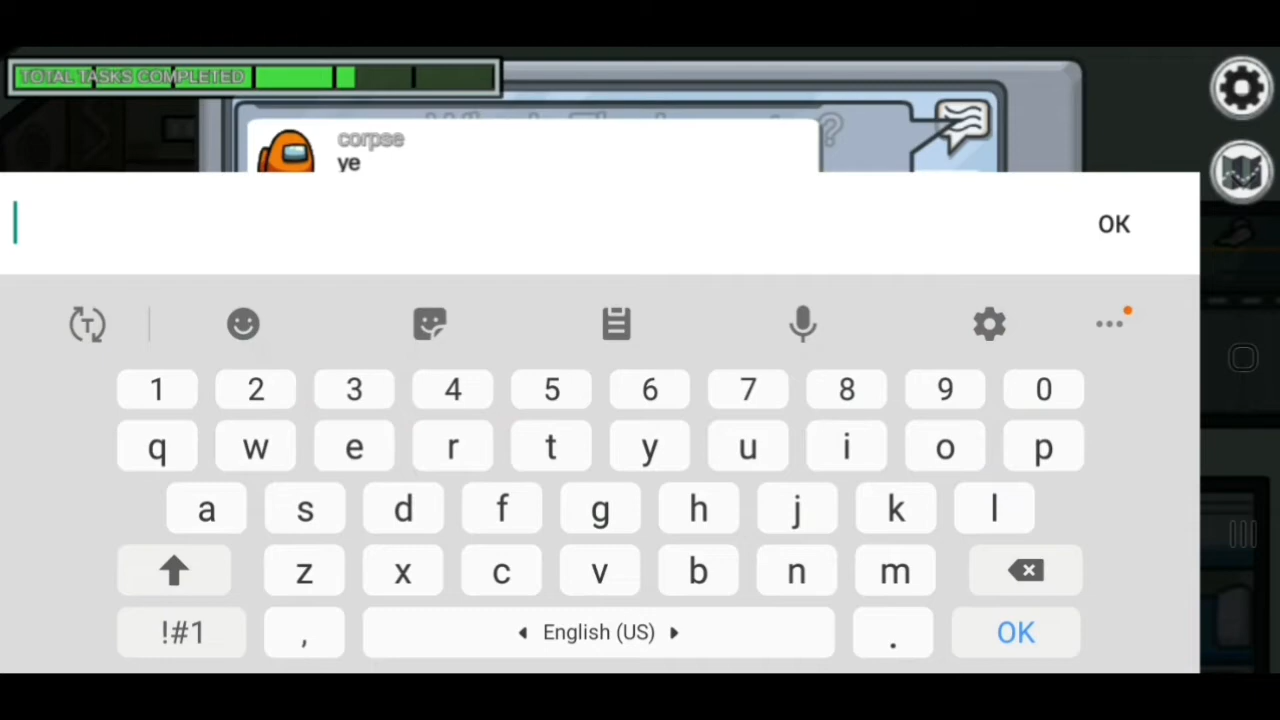 TOTAL TASKS COMPLETED
corpse
ye
OK
T
1 2 3 4 5 6 7 8 9 0
q w e r t y u i o p
a s d f g h j k l
z x c v b n m
!#1 , English (US) . OK